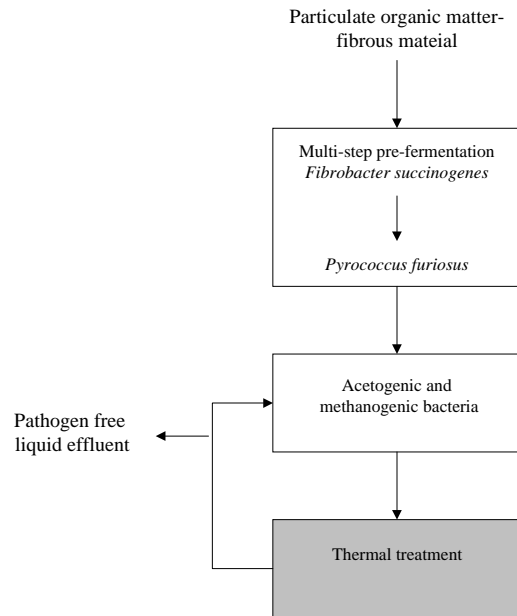 Particulate organic matter-
fibrous mateial
Multi-step pre-fermentation
Fibrobacter succinogenes
Pyrococcus furiosus
Acetogenic and
methanogenic bacteria
Pathogen free
liquid effluent
Thermal treatment